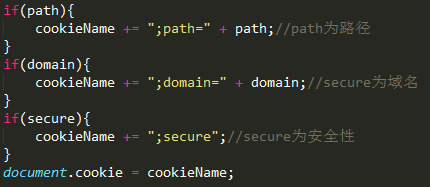 if(path){
    cookieName += ";path=" + path;//path为路径
}
if(domain){
    cookieName += ";domain=" + domain;//secure为域名
}
if(secure){
    cookieName += ";secure";//secure为安全性
}
document.cookie = cookieName;